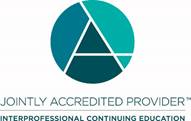 JOINTLY ACCREDITED PROVIDER™
INTERPROFESSIONAL CONTINUING EDUCATION